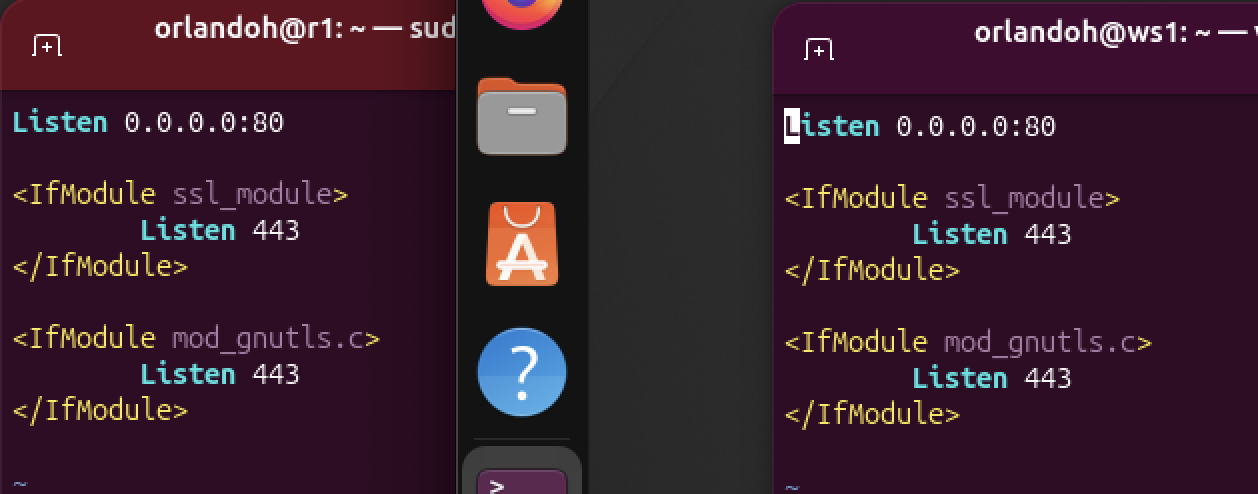 orlandoh@r1: ~ — sud
Listen 0.0.0.0:80
<IfModule ssl_module>
Listen 443
</IfModule>
<IfModule mod_gnutls.c>
Listen 443
</IfModule>
~
>
orlandoh@ws1: ~ —
Listen 0.0.0.0:80
<IfModule ssl_module>
Listen 443
</IfModule>
<IfModule mod_gnutls.c>
Listen 443
</IfModule>
~